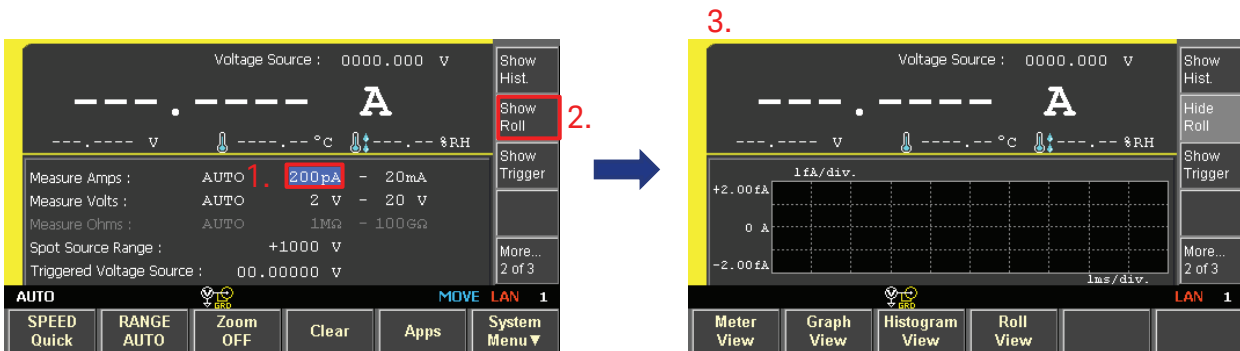 3.
Voltage Source : 0000.000 V
---.---- A
---.---- V ----.-- °C ---.-- %RH
Show
Hist.
Show
Roll
2.
Show
Trigger
More...
2 of 3
1.
Measure Amps : AUTO 200pA - 20mA
Measure Volts : AUTO 2 V - 20 V
Measure Ohms : AUTO 1MΩ - 100GΩ
Spot Source Range : +1000 V
Triggered Voltage Source : 00.00000 V
AUTO GRD MOVE LAN 1
SPEED
Quick
RANGE
AUTO
Zoom
OFF
Clear
Apps
System
Menu▼
Voltage Source : 0000.000 V
---.---- A
---.---- V ----.-- °C ---.-- %RH
Show
Hist.
Hide
Roll
Show
Trigger
More...
2 of 3
1fA/div.
+2.00fA
0 A
-2.00fA
1ms/div.
GRD LAN 1
Meter
View
Graph
View
Histogram
View
Roll
View